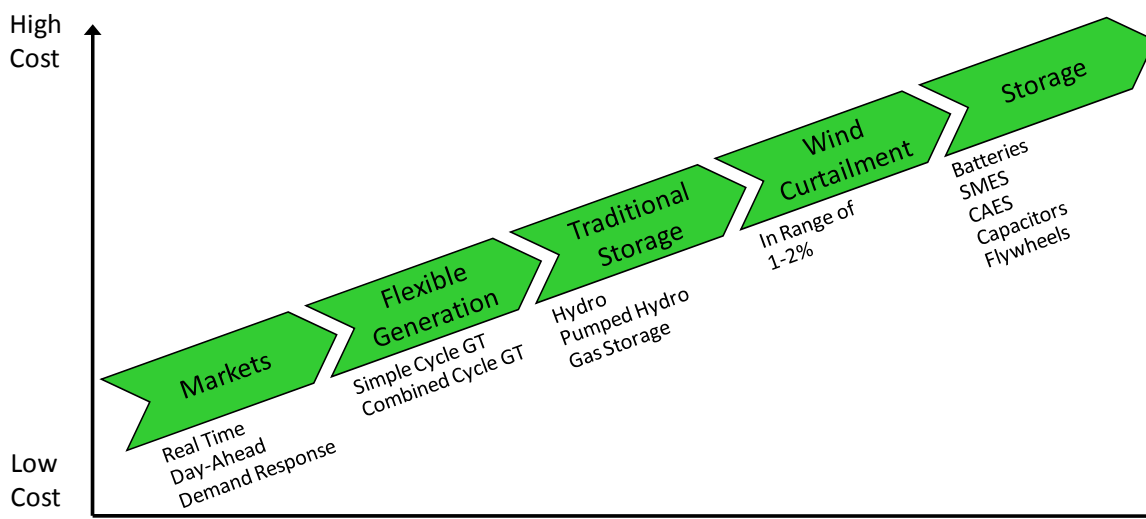 High
Cost
Storage
Batteries
SMES
CAES
Capacitors
Flywheels
Wind
Curtailment
In Range of
1-2%
Traditional
Storage
Hydro
Pumped Hydro
Gas Storage
Flexible
Generation
Simple Cycle GT
Combined Cycle GT
Markets
Real Time
Day-Ahead
Demand Response
Low
Cost